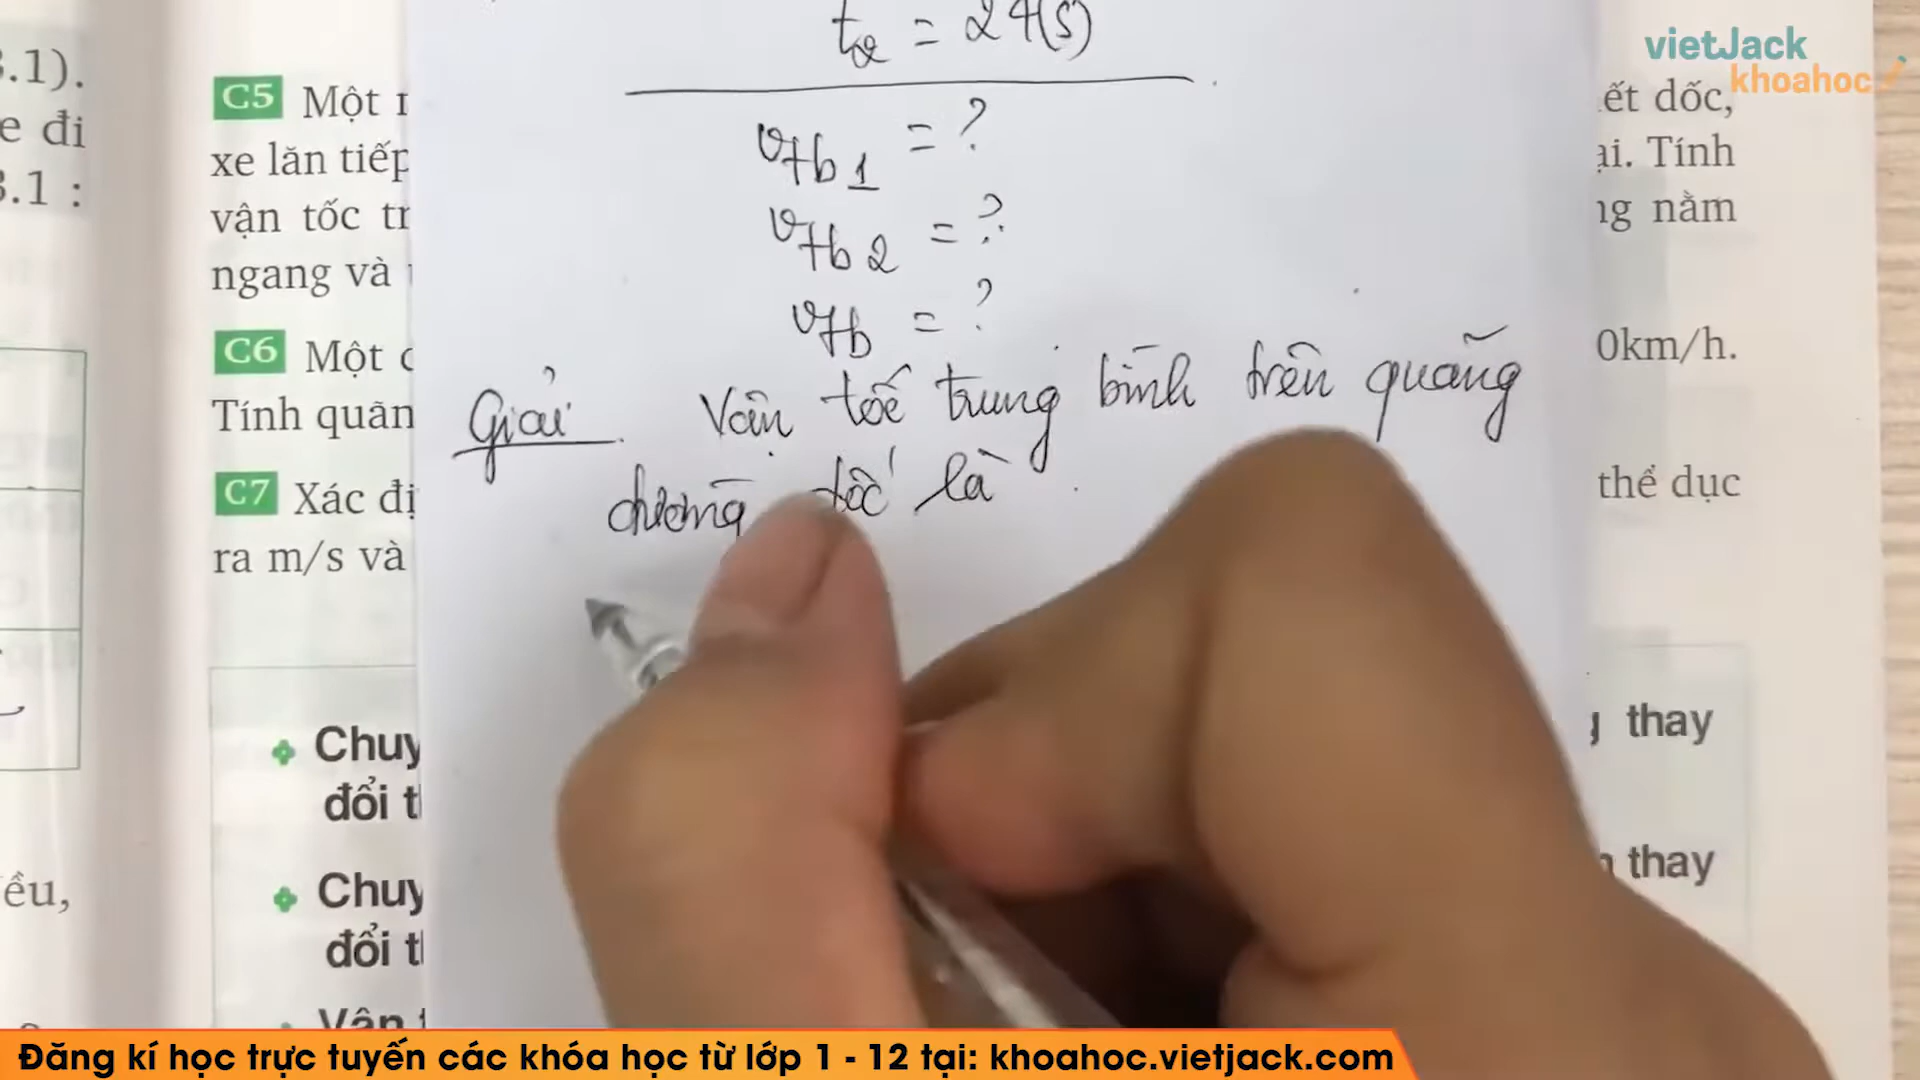 t₂ = 24(s)
vtb1 = ?
vtb2 = ?
vtb = ?
Giải Vận tốc trung bình trên quãng
đường dốc là
.1).
e đi
3.1 :
ều,
C5 Một
xe lăn tiếp
vận tốc tr
ngang và
C6 Một
Tính quãn
C7 Xác đị
ra m/s và
Chuy
đổi t
Chuy
đổi t
Vận
ết dốc,
ại. Tính
ng nằm
0km/h.
thể dục
g thay
thay
vietJack
khoahoc
Đăng kí học trực tuyến các khóa học từ lớp 1 - 12 tại: khoahoc.vietjack.com